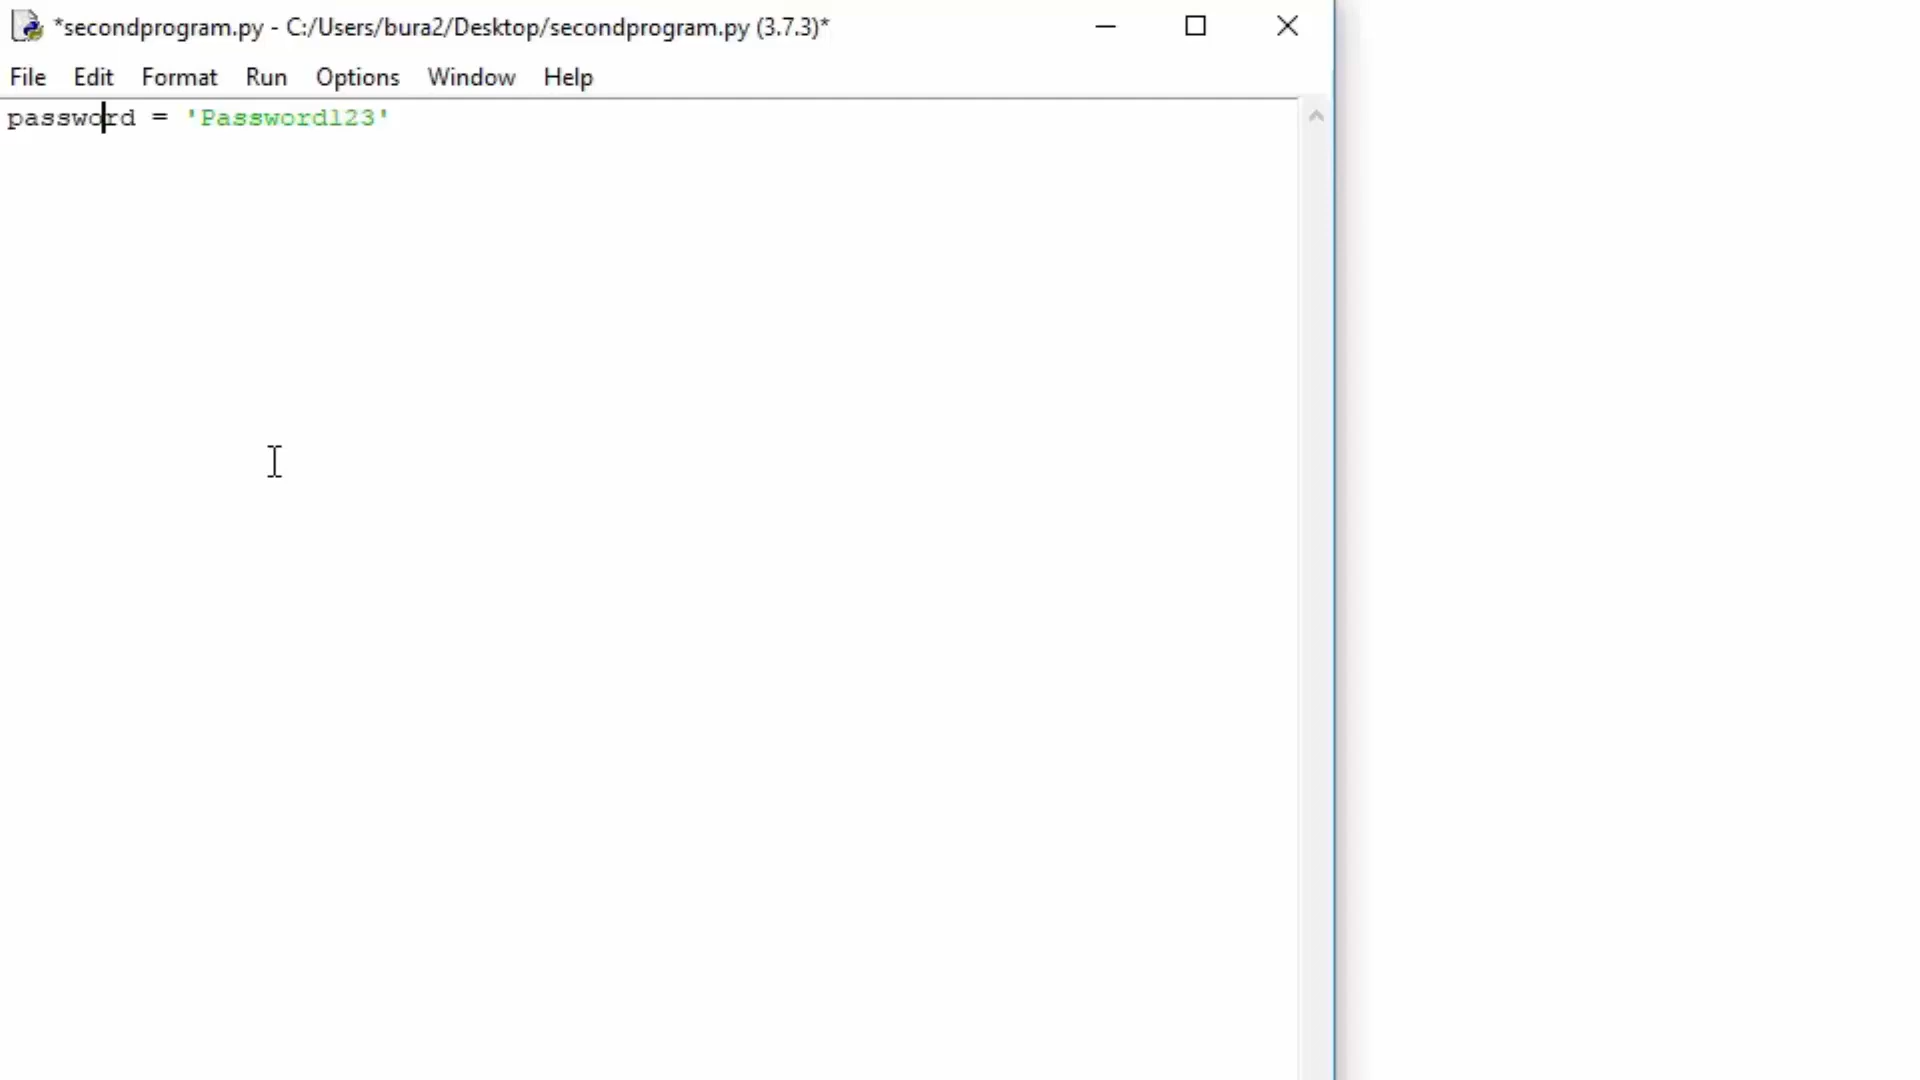 *secondprogram.py - C:/Users/bura2/Desktop/secondprogram.py (3.7.3)*
File Edit Format Run Options Window Help
password = 'Password123'